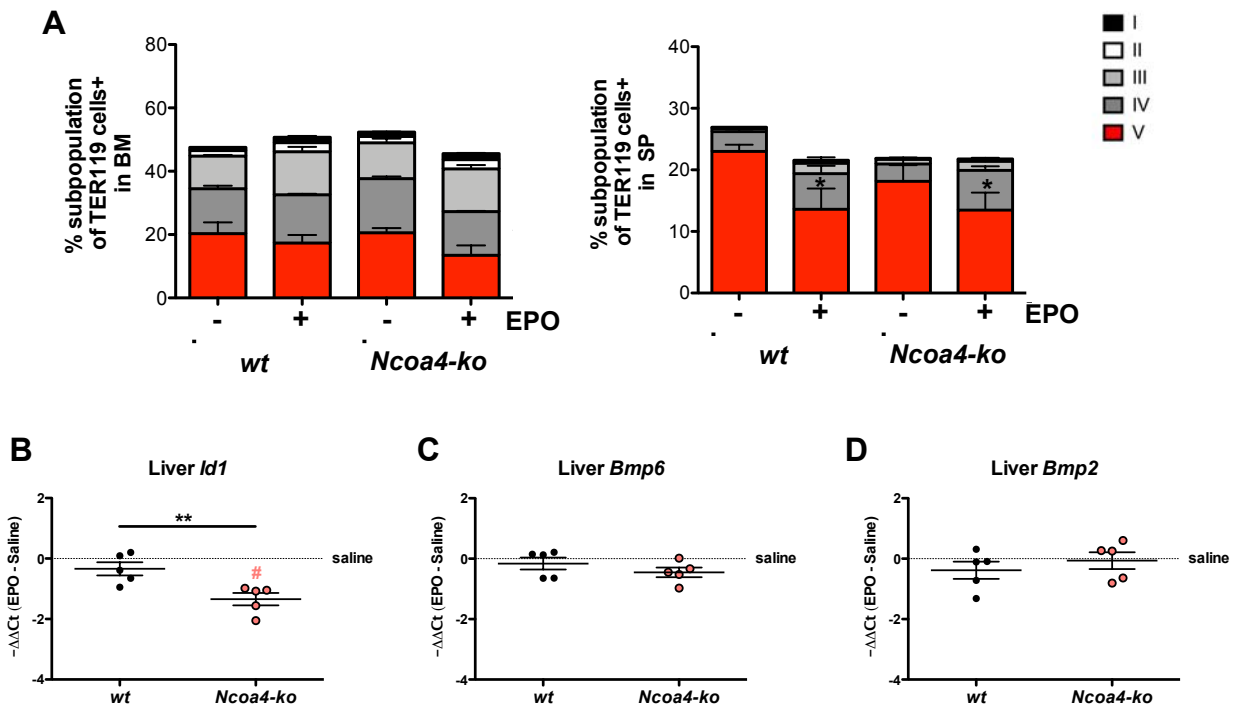 A
% subpopulation
of TER119 cells+
in BM
80
60
40
20
0
- + - + EPO
wt Ncoa4-ko
% subpopulation
of TER119 cells+
in SP
40
30
20
10
0
* *
- + - + EPO
wt Ncoa4-ko
I
II
III
IV
V
B
Liver Id1
−ΔΔCt (EPO - Saline)
2
0
-2
-4
**
#
saline
wt Ncoa4-ko
C
Liver Bmp6
−ΔΔCt (EPO - Saline)
2
0
-2
-4
saline
wt Ncoa4-ko
D
Liver Bmp2
−ΔΔCt (EPO - Saline)
2
0
-2
-4
saline
wt Ncoa4-ko